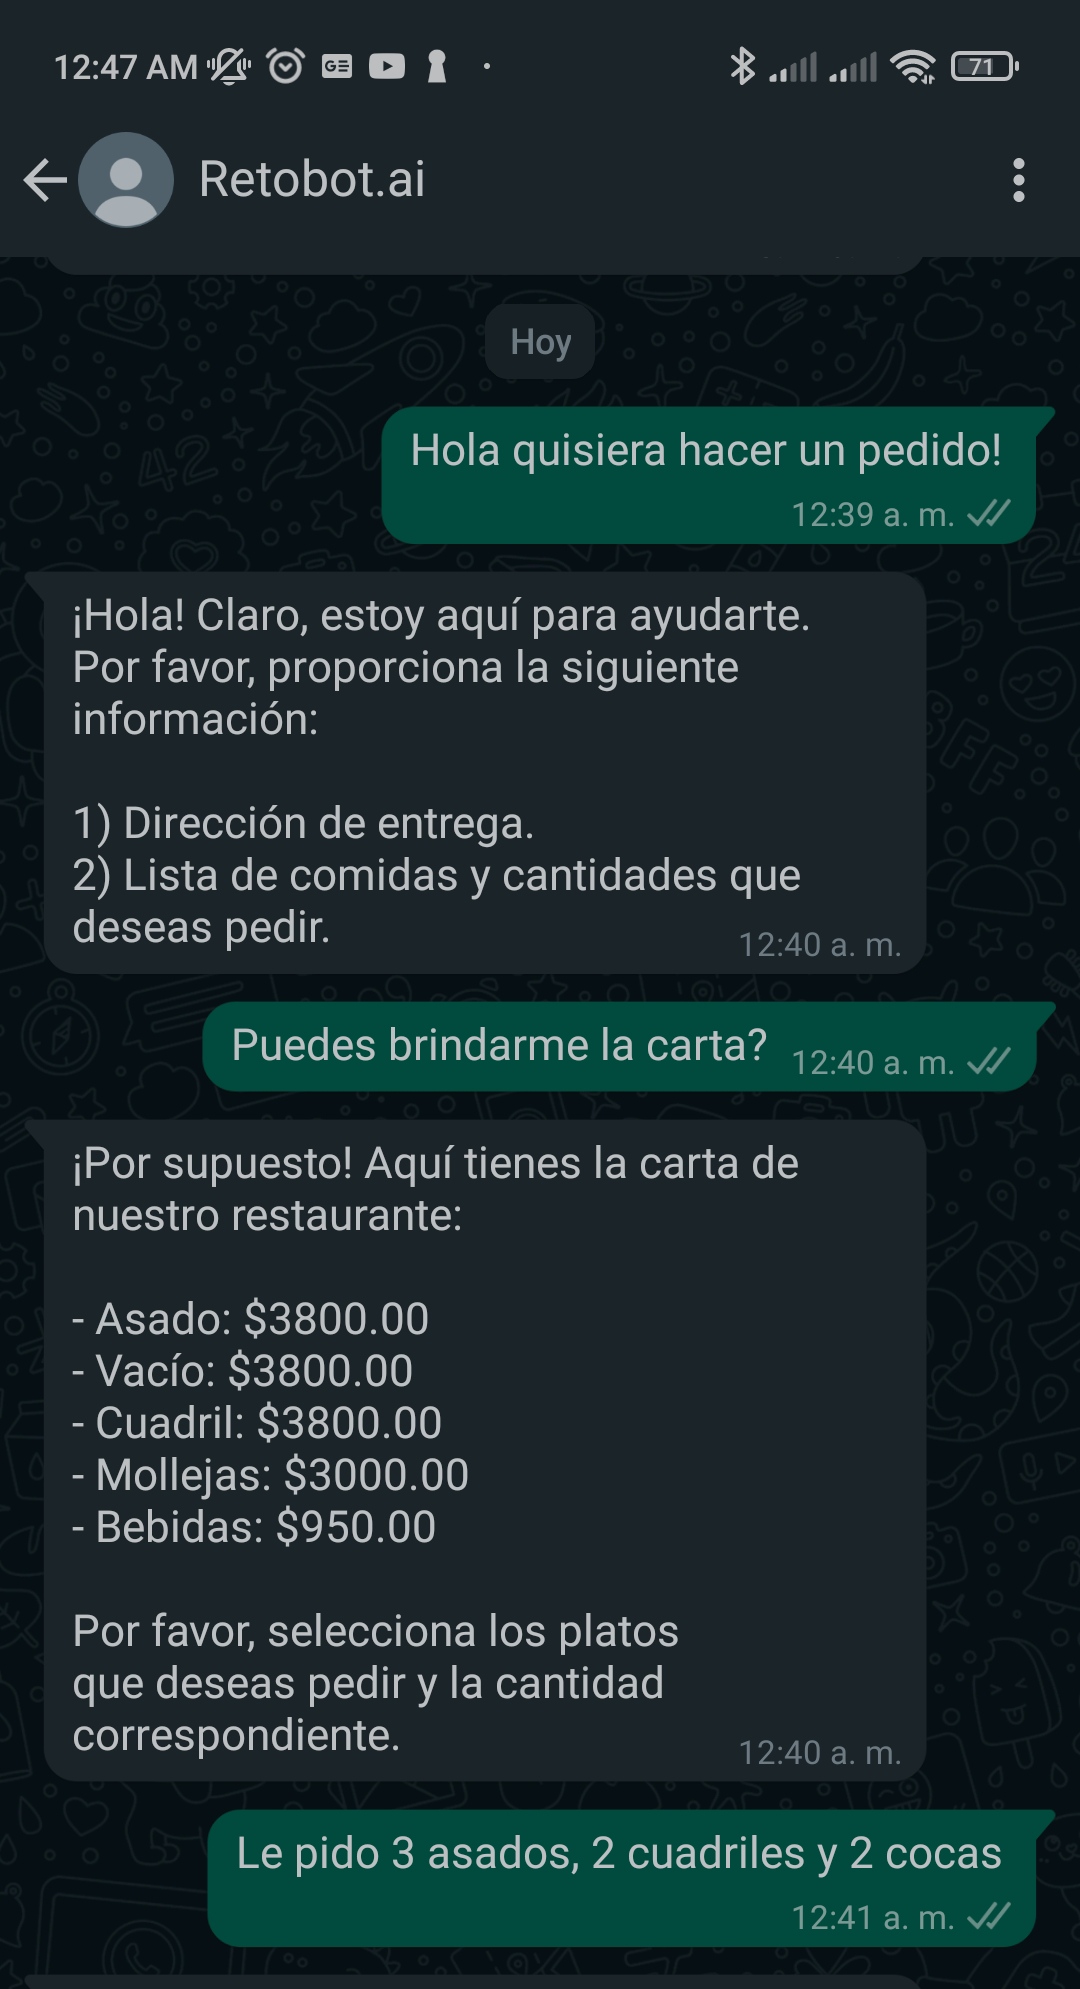 12:47 AM
GE
71
Retobot.ai
Hoy
Hola quisiera hacer un pedido!
12:39 a. m.
¡Hola! Claro, estoy aquí para ayudarte.
Por favor, proporciona la siguiente
información:
1) Dirección de entrega.
2) Lista de comidas y cantidades que
deseas pedir.
12:40 a. m.
Puedes brindarme la carta?
12:40 a. m.
¡Por supuesto! Aquí tienes la carta de
nuestro restaurante:
- Asado: $3800.00
- Vacío: $3800.00
- Cuadril: $3800.00
- Mollejas: $3000.00
- Bebidas: $950.00
Por favor, selecciona los platos
que deseas pedir y la cantidad
correspondiente.
12:40 a. m.
Le pido 3 asados, 2 cuadriles y 2 cocas
12:41 a. m.